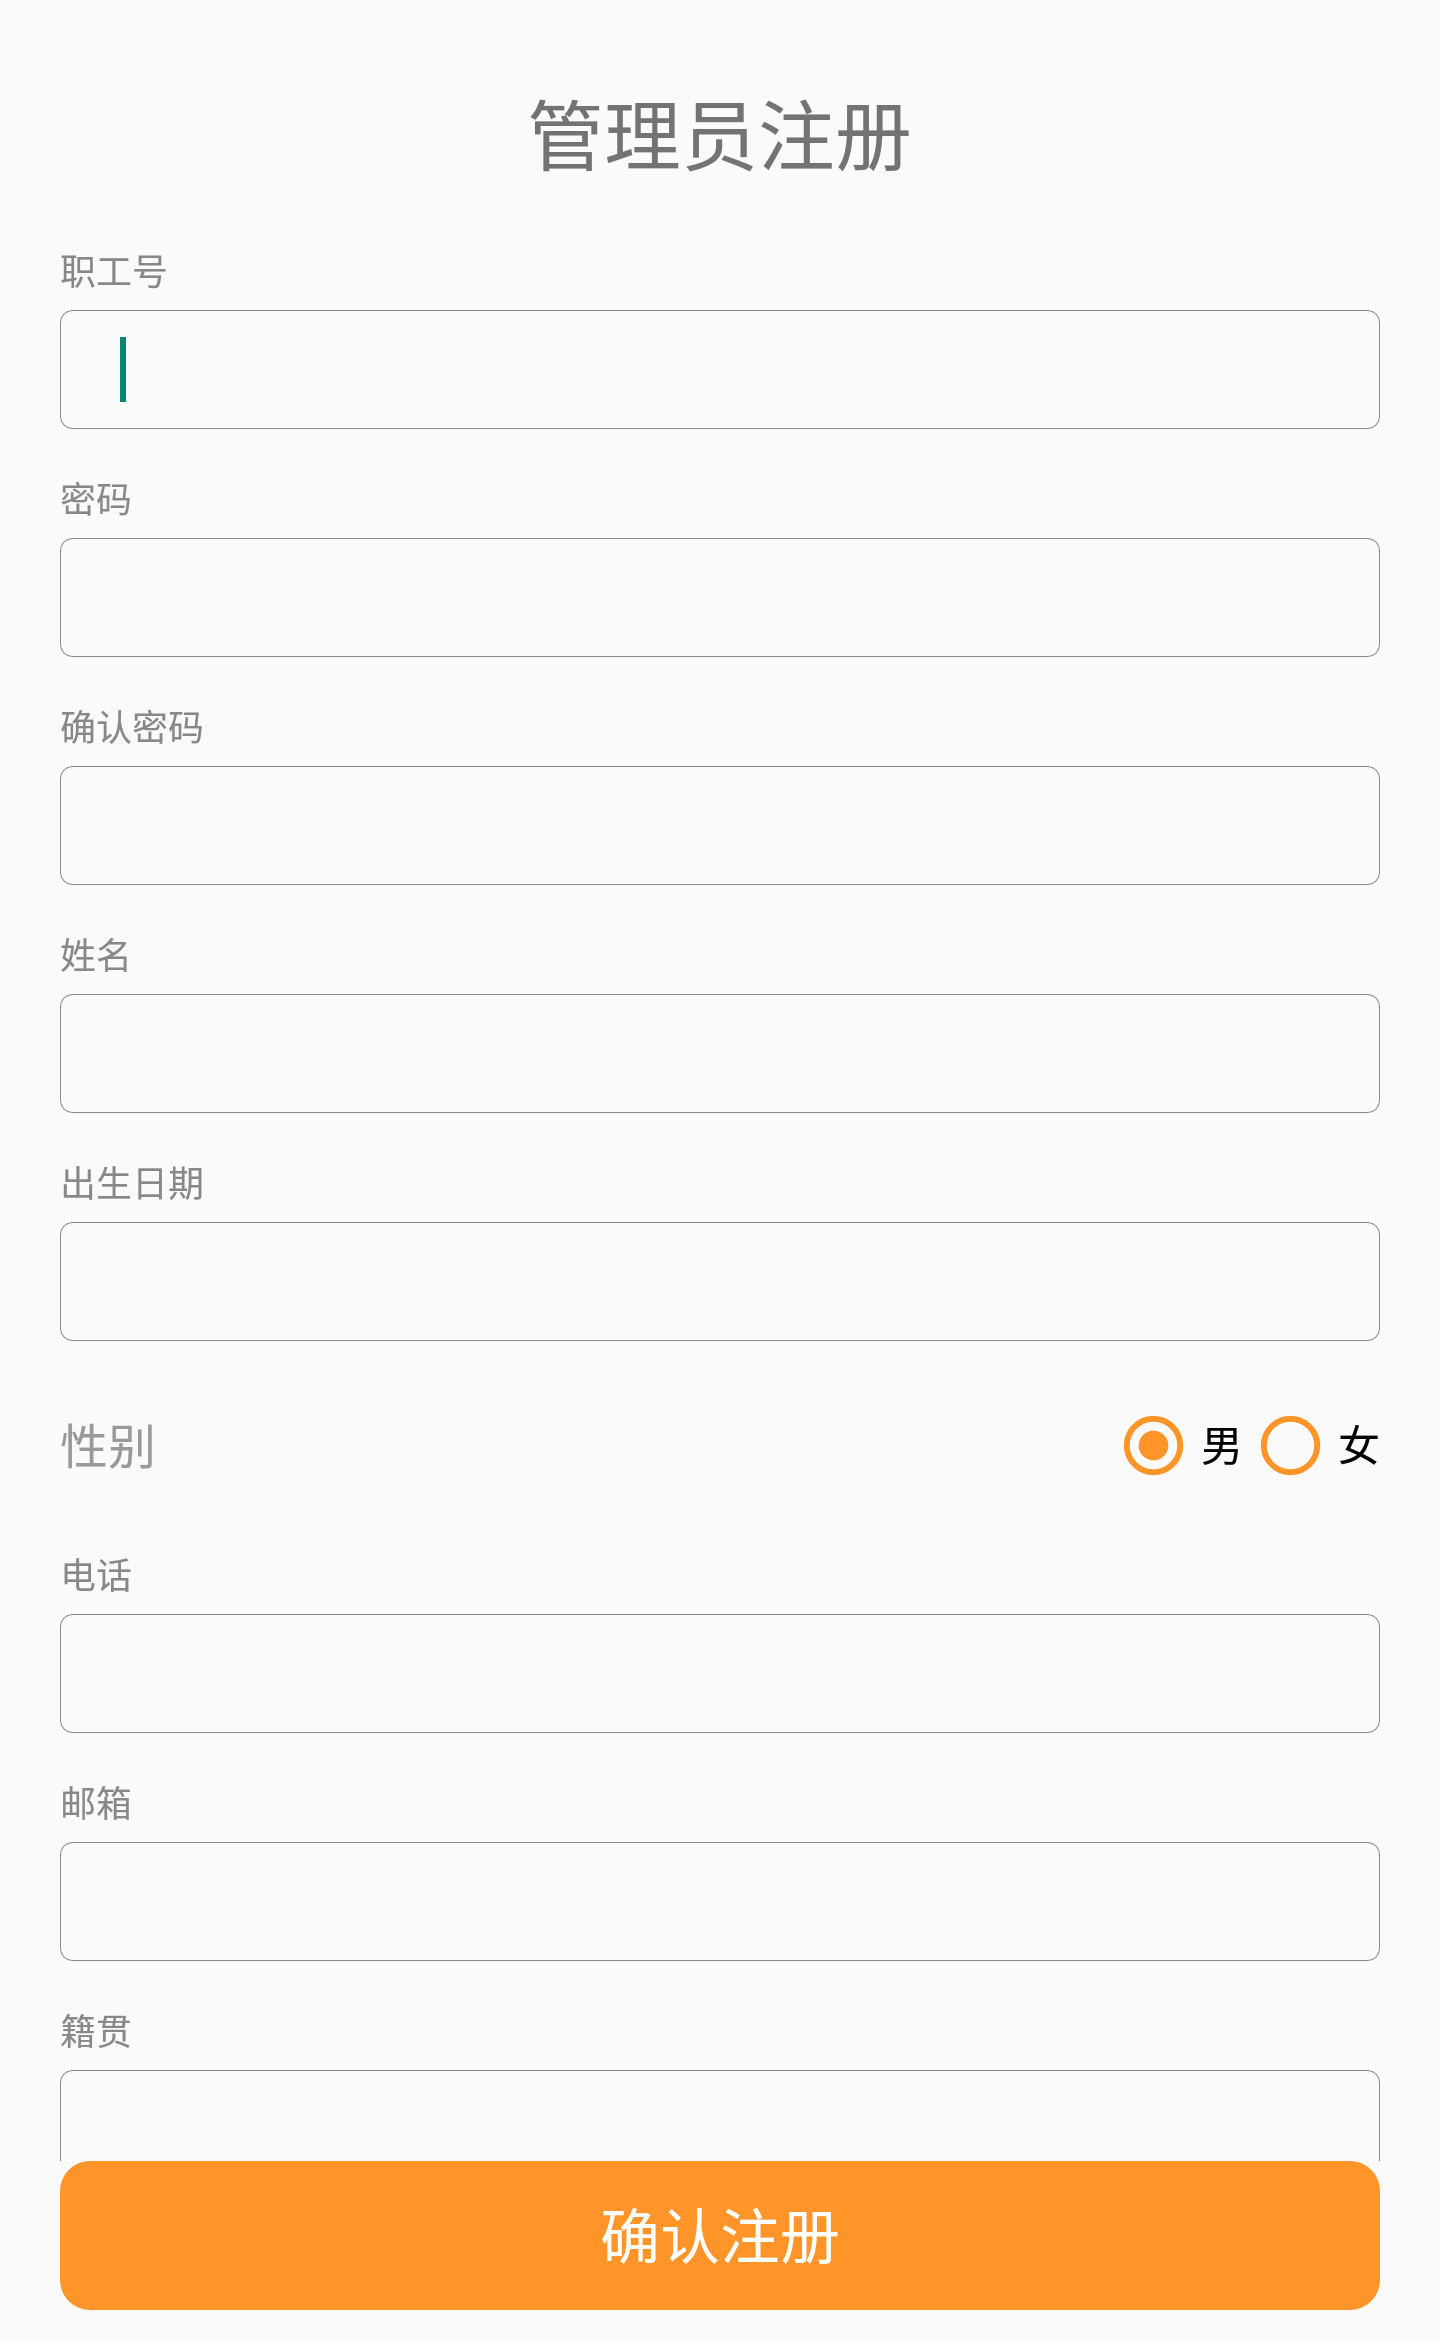 管理员注册
职工号
密码
确认密码
姓名
出生日期
性别 男 女
电话
邮箱
籍贯
确认注册